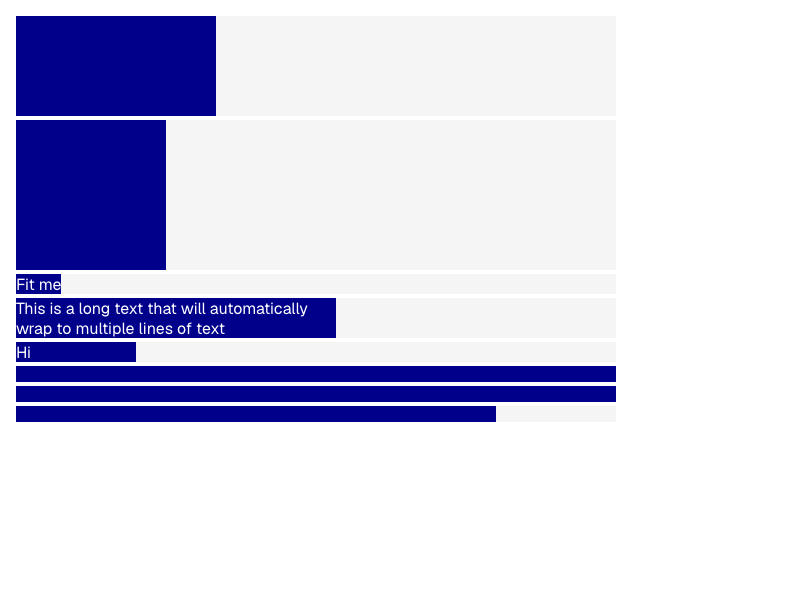 Fit me
This is a long text that will automatically
wrap to multiple lines of text
Hi